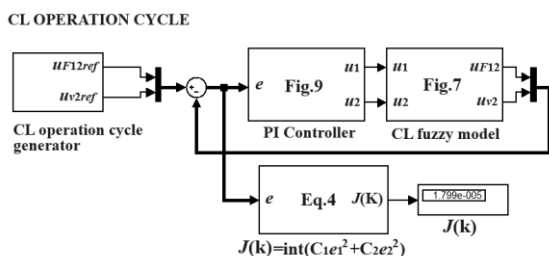 CL OPERATION CYCLE
uF12ref
uv2ref
CL operation cycle
generator
+
-
e
Fig.9
u1
u2
PI Controller
u1
u2
Fig.7
uF12
uv2
CL fuzzy model
e
Eq.4
J(K)
1.799e-005
J(k)
J(k)=int(C1e1²+C2e2²)